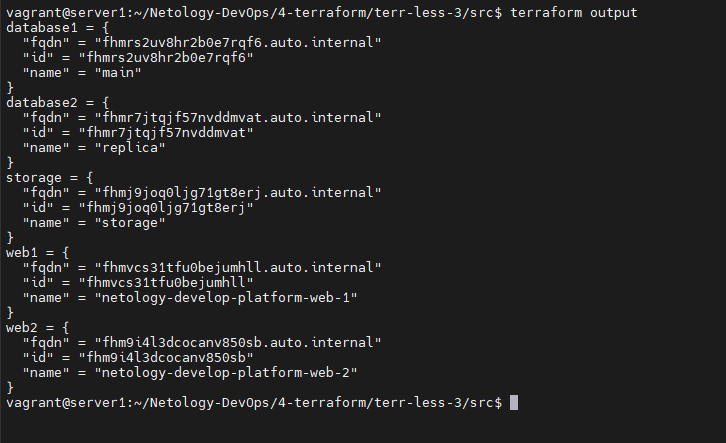 vagrant@server1:~/Netology-DevOps/4-terraform/terr-less-3/src$ terraform output
database1 = {
  "fqdn" = "fhmrs2uv8hr2b0e7rqf6.auto.internal"
  "id" = "fhmrs2uv8hr2b0e7rqf6"
  "name" = "main"
}
database2 = {
  "fqdn" = "fhmr7jtqjf57nvddmvat.auto.internal"
  "id" = "fhmr7jtqjf57nvddmvat"
  "name" = "replica"
}
storage = {
  "fqdn" = "fhmj9joq0ljg71gt8erj.auto.internal"
  "id" = "fhmj9joq0ljg71gt8erj"
  "name" = "storage"
}
web1 = {
  "fqdn" = "fhmvcs31tfu0bejumhll.auto.internal"
  "id" = "fhmvcs31tfu0bejumhll"
  "name" = "netology-develop-platform-web-1"
}
web2 = {
  "fqdn" = "fhm9i4l3dcocanv850sb.auto.internal"
  "id" = "fhm9i4l3dcocanv850sb"
  "name" = "netology-develop-platform-web-2"
}
vagrant@server1:~/Netology-DevOps/4-terraform/terr-less-3/src$